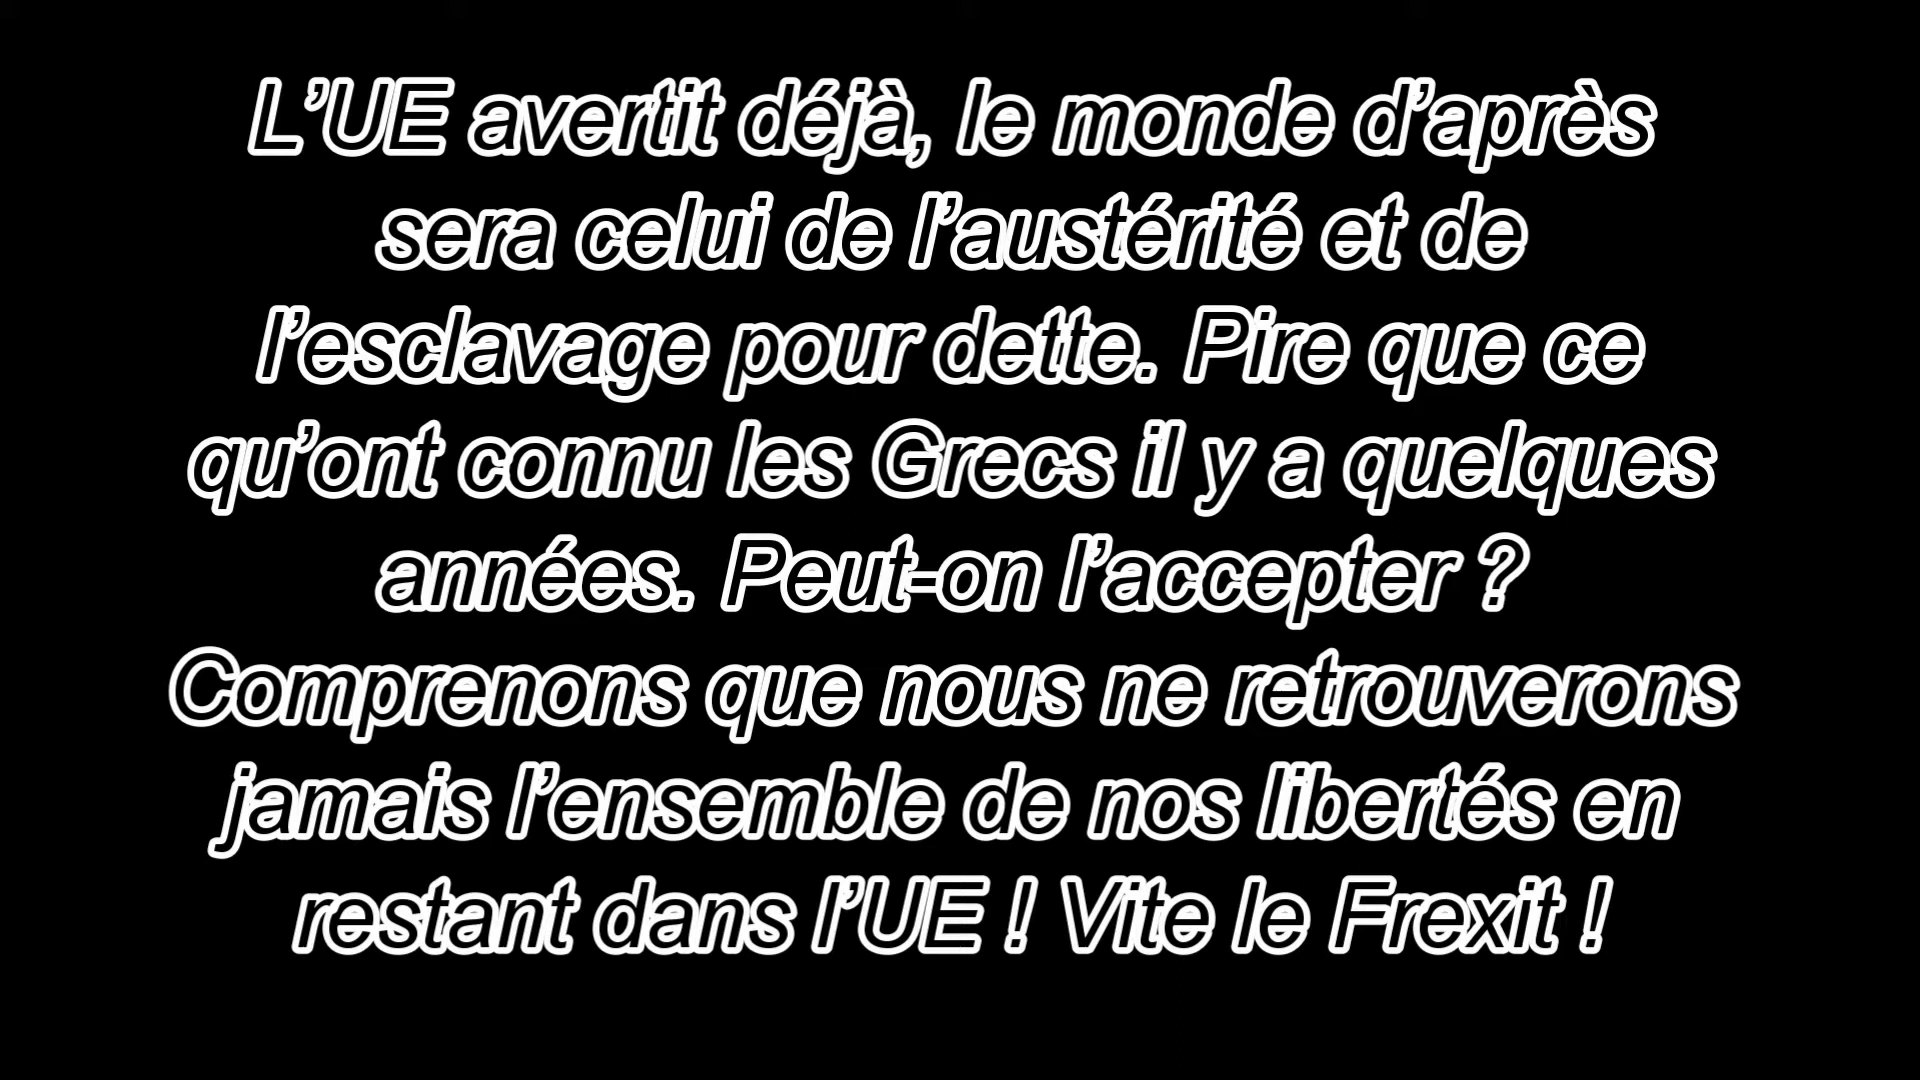 L’UE avertit déjà, le monde d’après
sera celui de l’austérité et de
l’esclavage pour dette. Pire que ce
qu’ont connu les Grecs il y a quelques
années. Peut-on l’accepter ?
Comprenons que nous ne retrouverons
jamais l’ensemble de nos libertés en
restant dans l’UE ! Vite le Frexit !